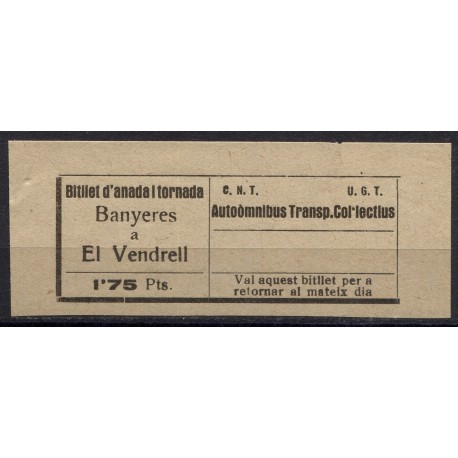 Bitllet d'anada i tornada
Banyeres
a
El Vendrell
1'75 Pts.
C. N. T. U. G. T.
Autoòmnibus Transp.Col·lectius
Val aquest bitllet per a
retornar al mateix dia